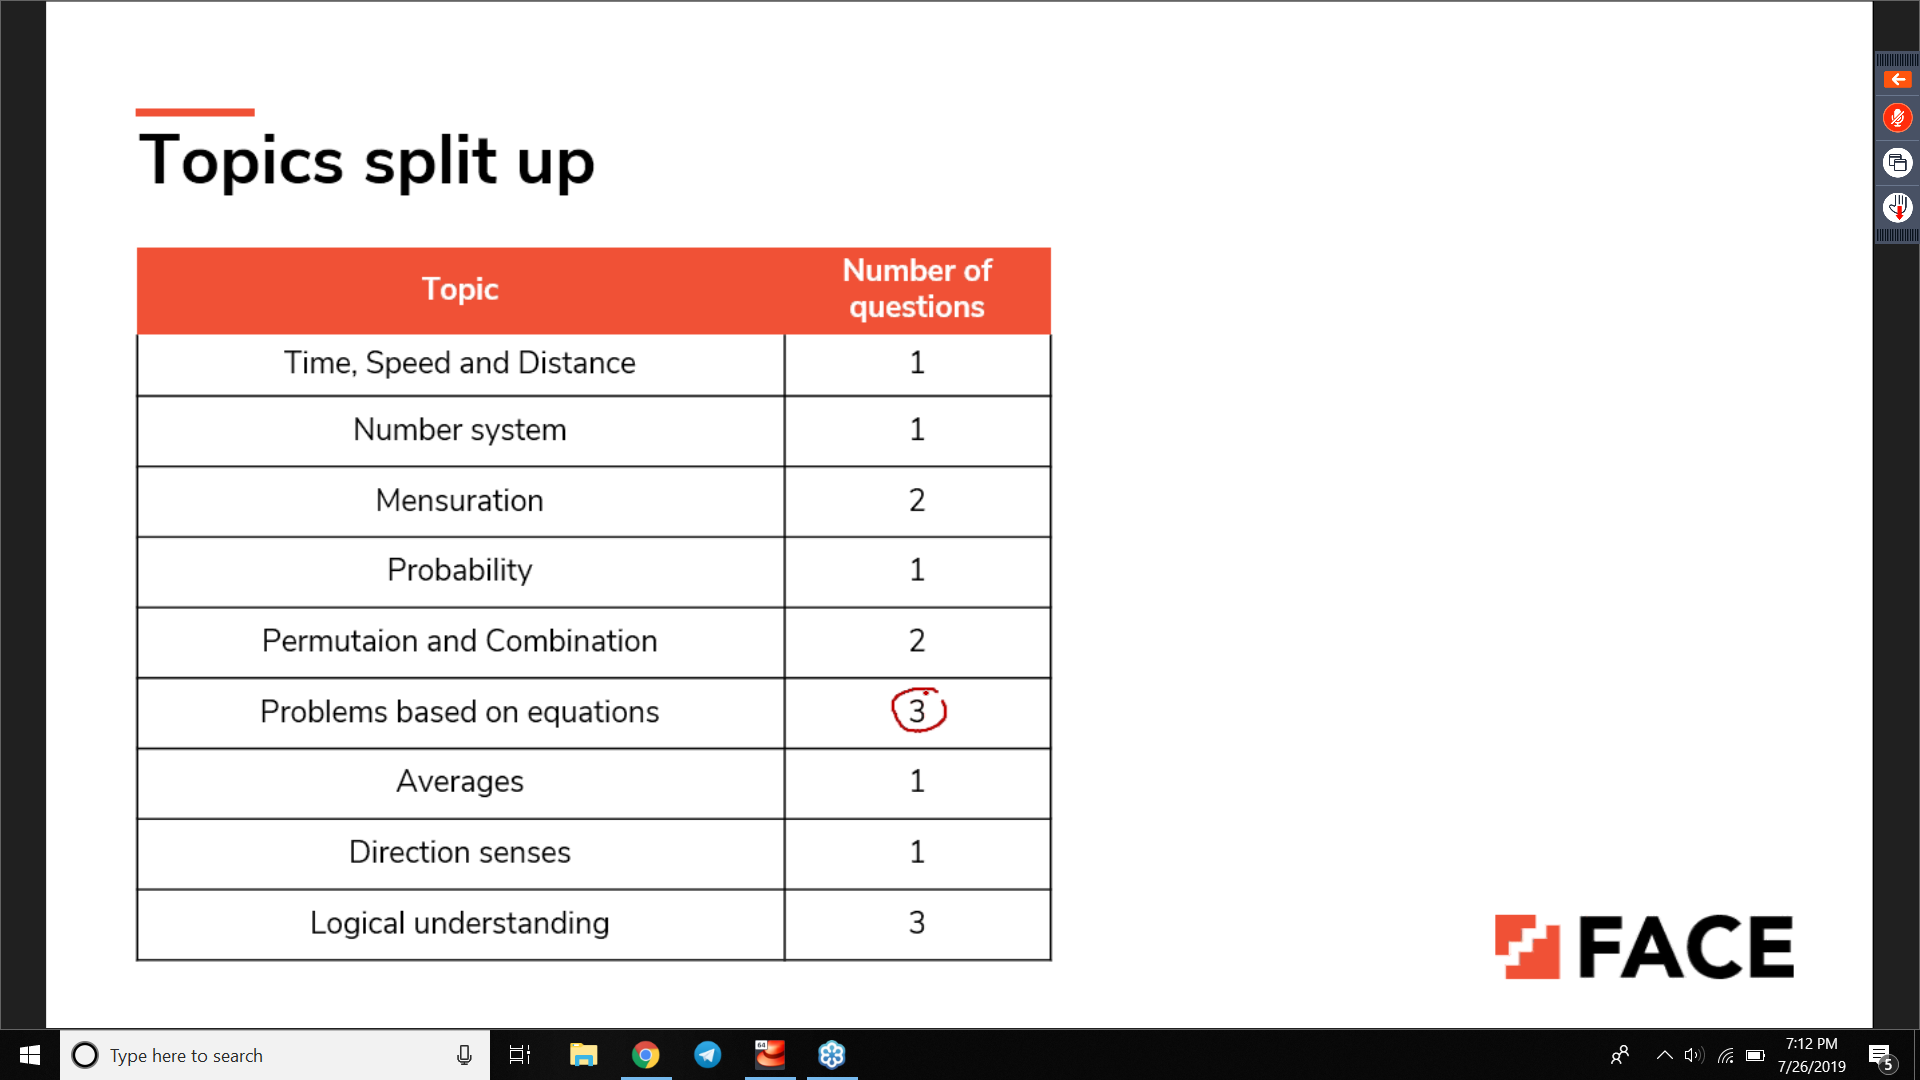 Topics split up
Topic
Number of
questions
Time, Speed and Distance 1
Number system 1
Mensuration 2
Probability 1
Permutaion and Combination 2
Problems based on equations 3
Averages 1
Direction senses 1
Logical understanding 3
FACE
Type here to search
64
7:12 PM
7/26/2019
5